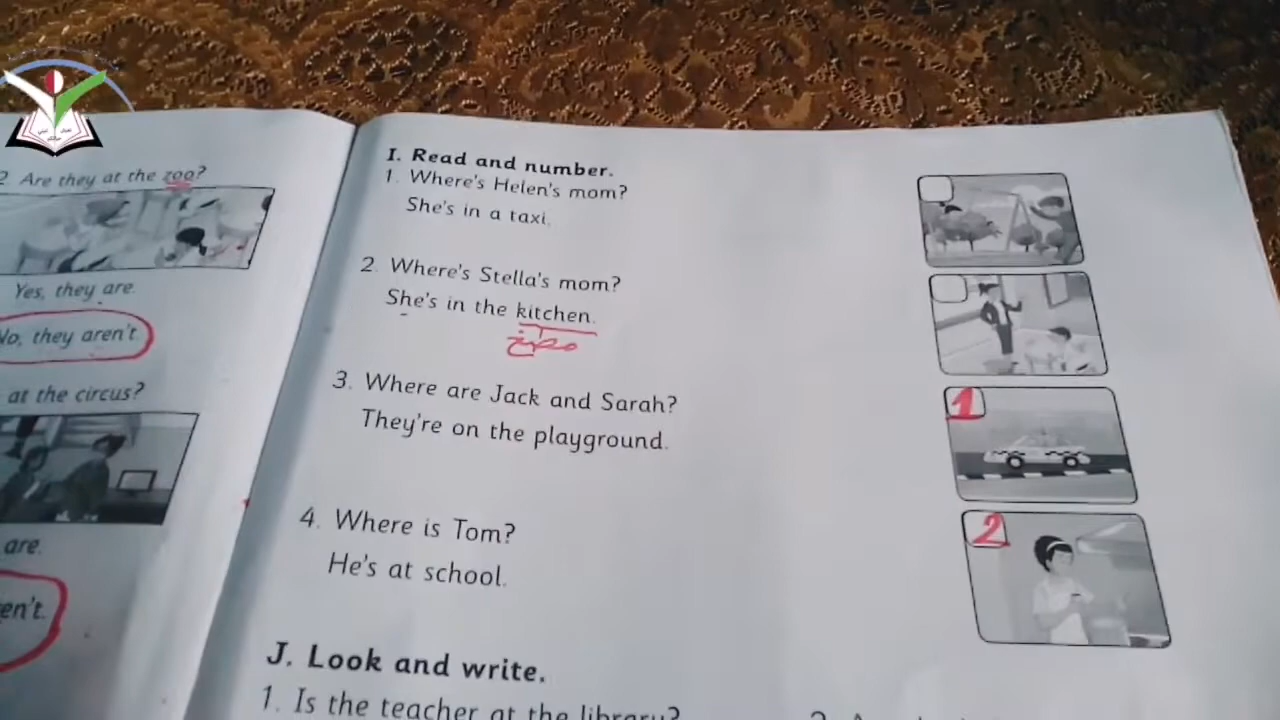 2 Are they at the zoo?
Yes, they are.
No, they aren't.
at the circus?
are.
en't.
I. Read and number.
1. Where's Helen's mom?
She's in a taxi.
2. Where's Stella's mom?
She's in the kitchen.
مطبخ
3. Where are Jack and Sarah?
They're on the playground.
4. Where is Tom?
He's at school.
1
2
J. Look and write.
1. Is the teacher at the library?